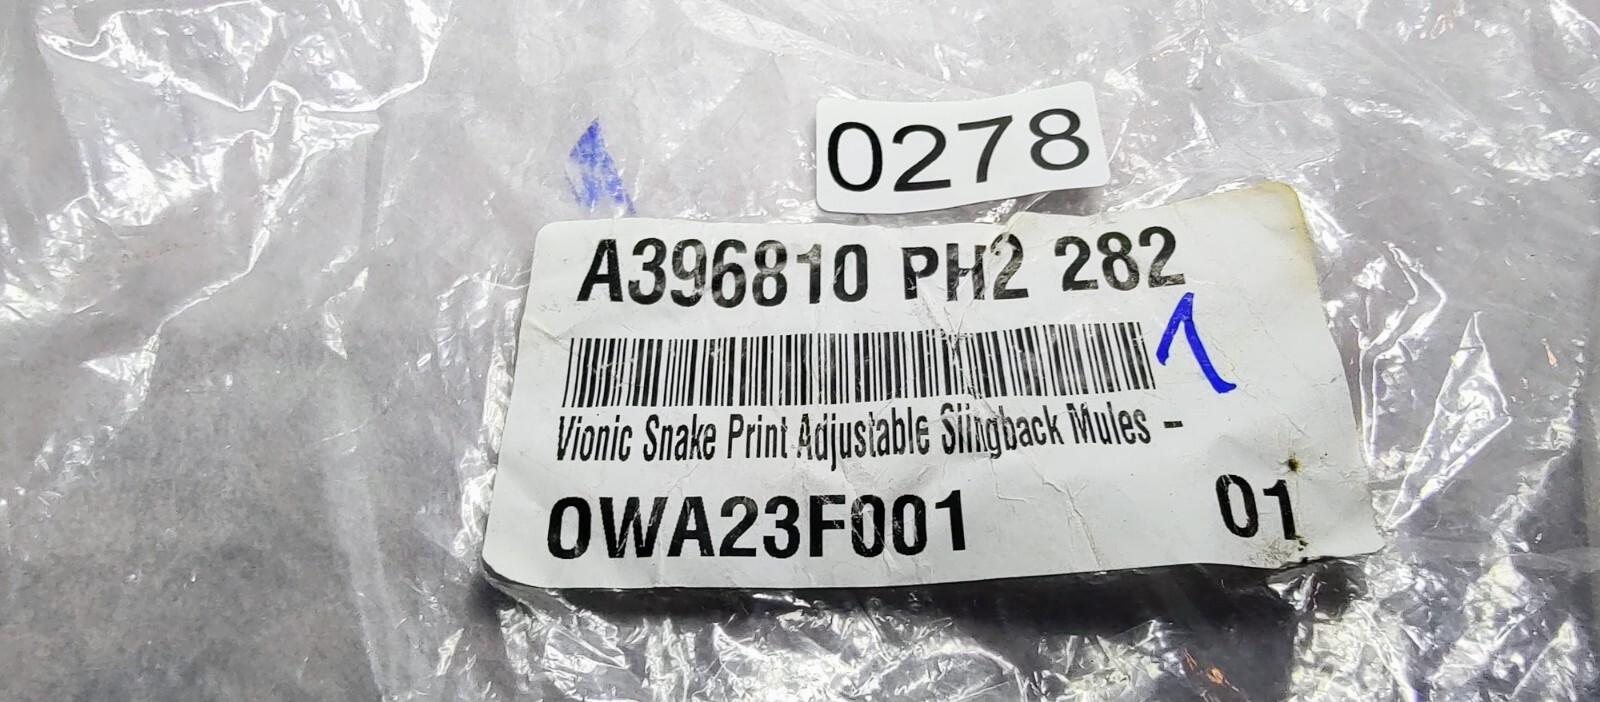 0278
A396810 PH2 282
1
Vionic Snake Print Adjustable Slingback Mules -
OWA23F001 01